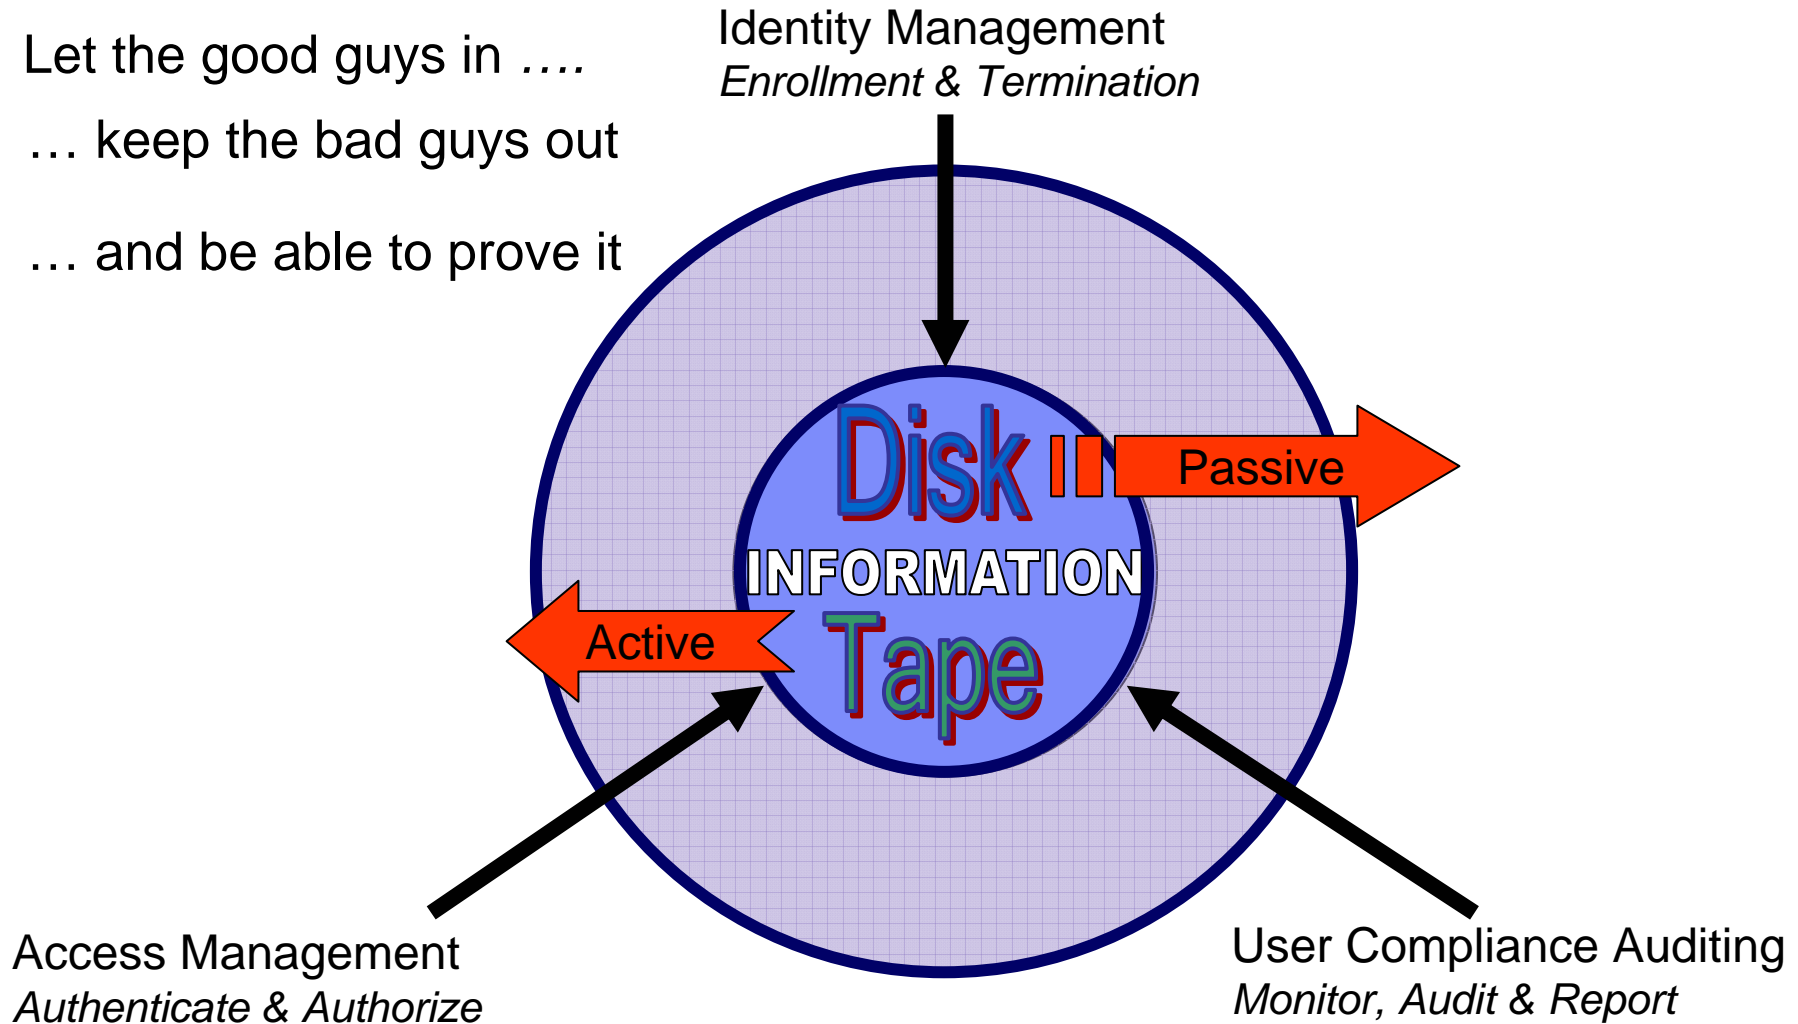 Let the good guys in ….
… keep the bad guys out
… and be able to prove it
Identity Management
Enrollment & Termination
Disk
Passive
INFORMATION
Active
Tape
Access Management
Authenticate & Authorize
User Compliance Auditing
Monitor, Audit & Report